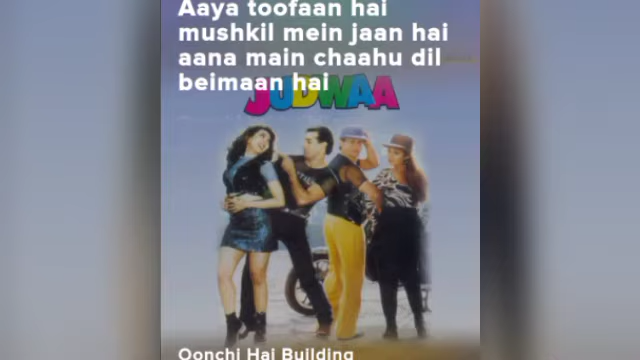 Aaya toofaan hai
mushkil mein jaan hai
aana main chaahu dil
beimaan hai
JUDWAA
Oonchi Hai Building